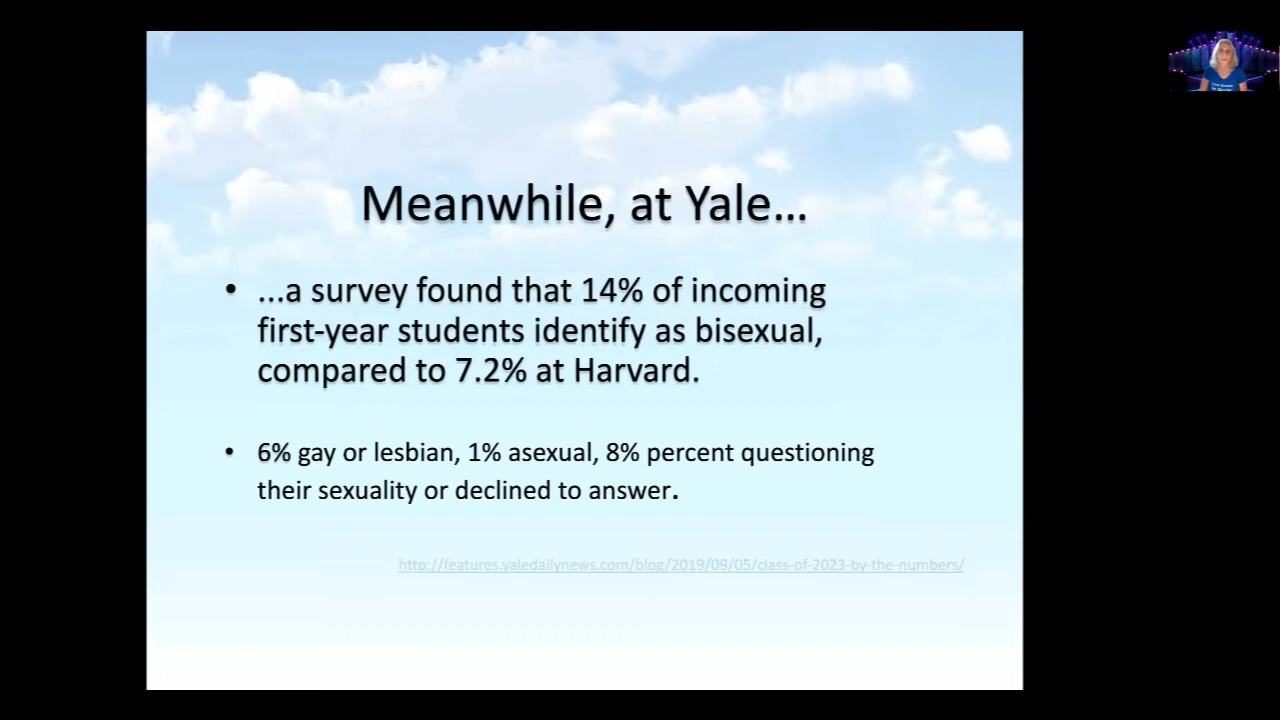 Meanwhile, at Yale…
• ...a survey found that 14% of incoming
first-year students identify as bisexual,
compared to 7.2% at Harvard.
• 6% gay or lesbian, 1% asexual, 8% percent questioning
their sexuality or declined to answer.
http://features.yaledailynews.com/blog/2019/09/05/class-of-2023-by-the-numbers/